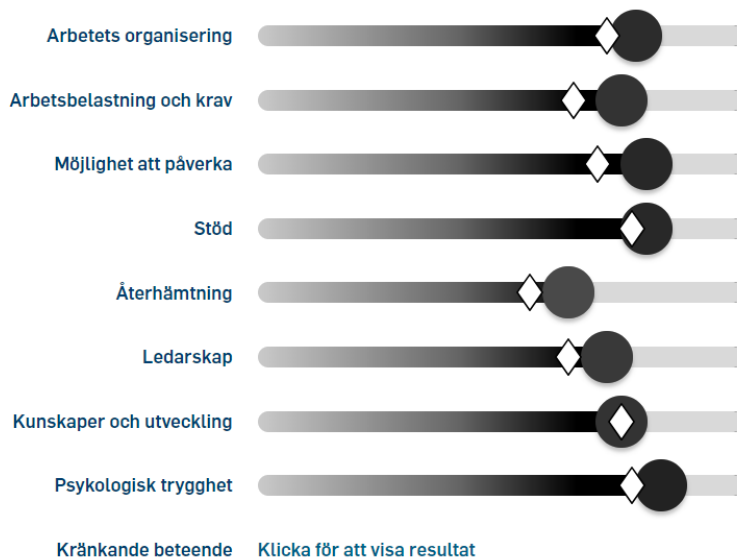 Arbetets organisering
Arbetsbelastning och krav
Möjlighet att påverka
Stöd
Återhämtning
Ledarskap
Kunskaper och utveckling
Psykologisk trygghet
Kränkande beteende Klicka för att visa resultat